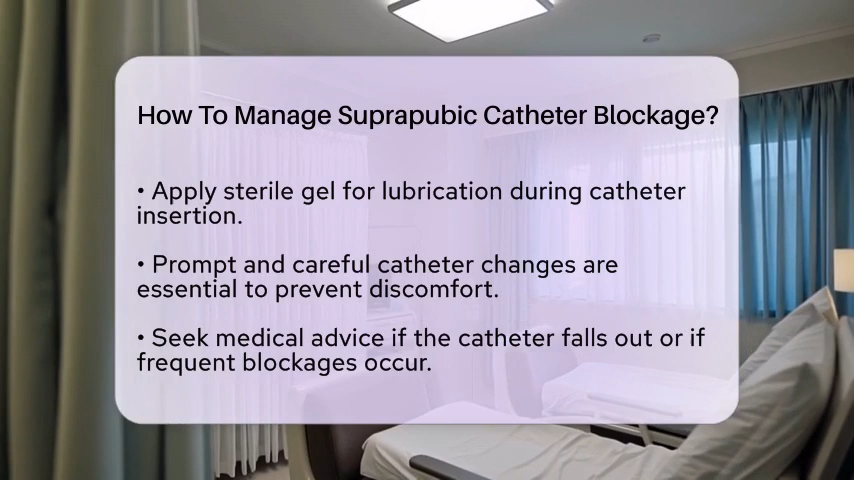 How To Manage Suprapubic Catheter Blockage?
• Apply sterile gel for lubrication during catheter
insertion.
• Prompt and careful catheter changes are
essential to prevent discomfort.
• Seek medical advice if the catheter falls out or if
frequent blockages occur.